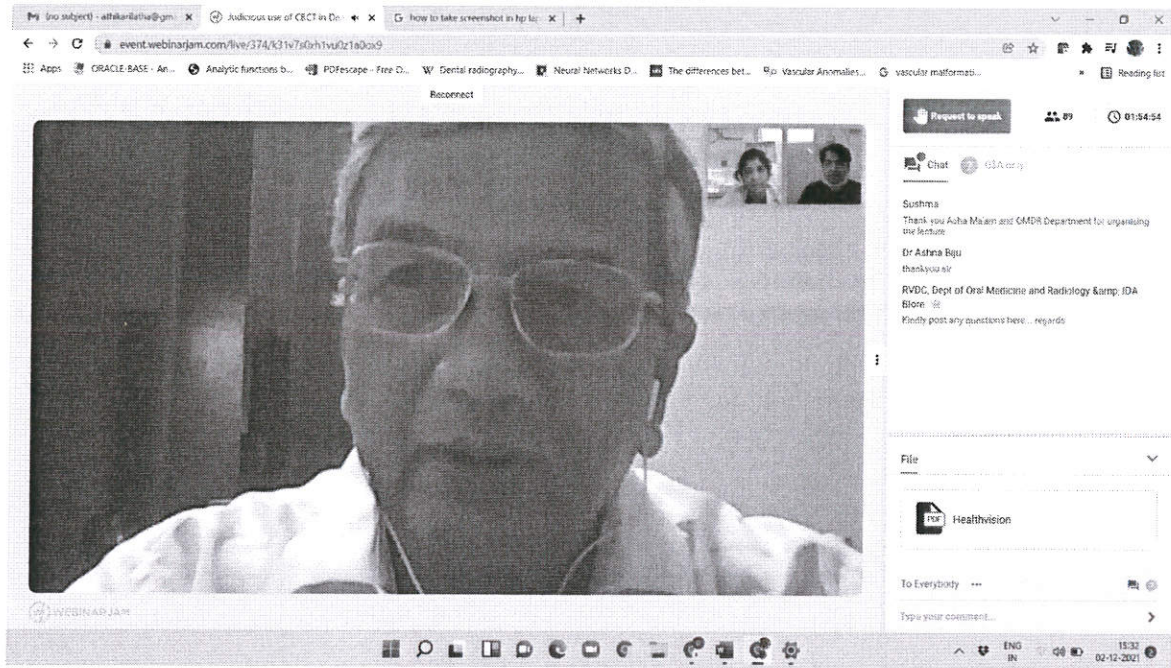 (no subject) - athikarilatha@gm
Judicious use of CBCT in De
how to take screenshot in hp la
event.webinarjam.com/live/374/
Apps
ORACLE-BASE - An...
Analytic functions b...
PDFescape - Free O...
Dental radiography...
Neural Networks D...
The differences bet...
Vascular Anomalies...
vascular malformati...
Reading list
Reconnect
Request to speak
89
01:54:54
Chat
Sushma
Thank you Asha Ma'am and OMDR Department for organising
the lecture
Dr Ashna Biju
thankyou sir
RVDC, Dept of Oral Medicine and Radiology &amp; IDA
Blore
Kindly post any questions here... regards
File
PDF
Healthvision
To Everybody
Type your comment...
WEBINARJAM
ENG
IN
15:32
02-12-2021